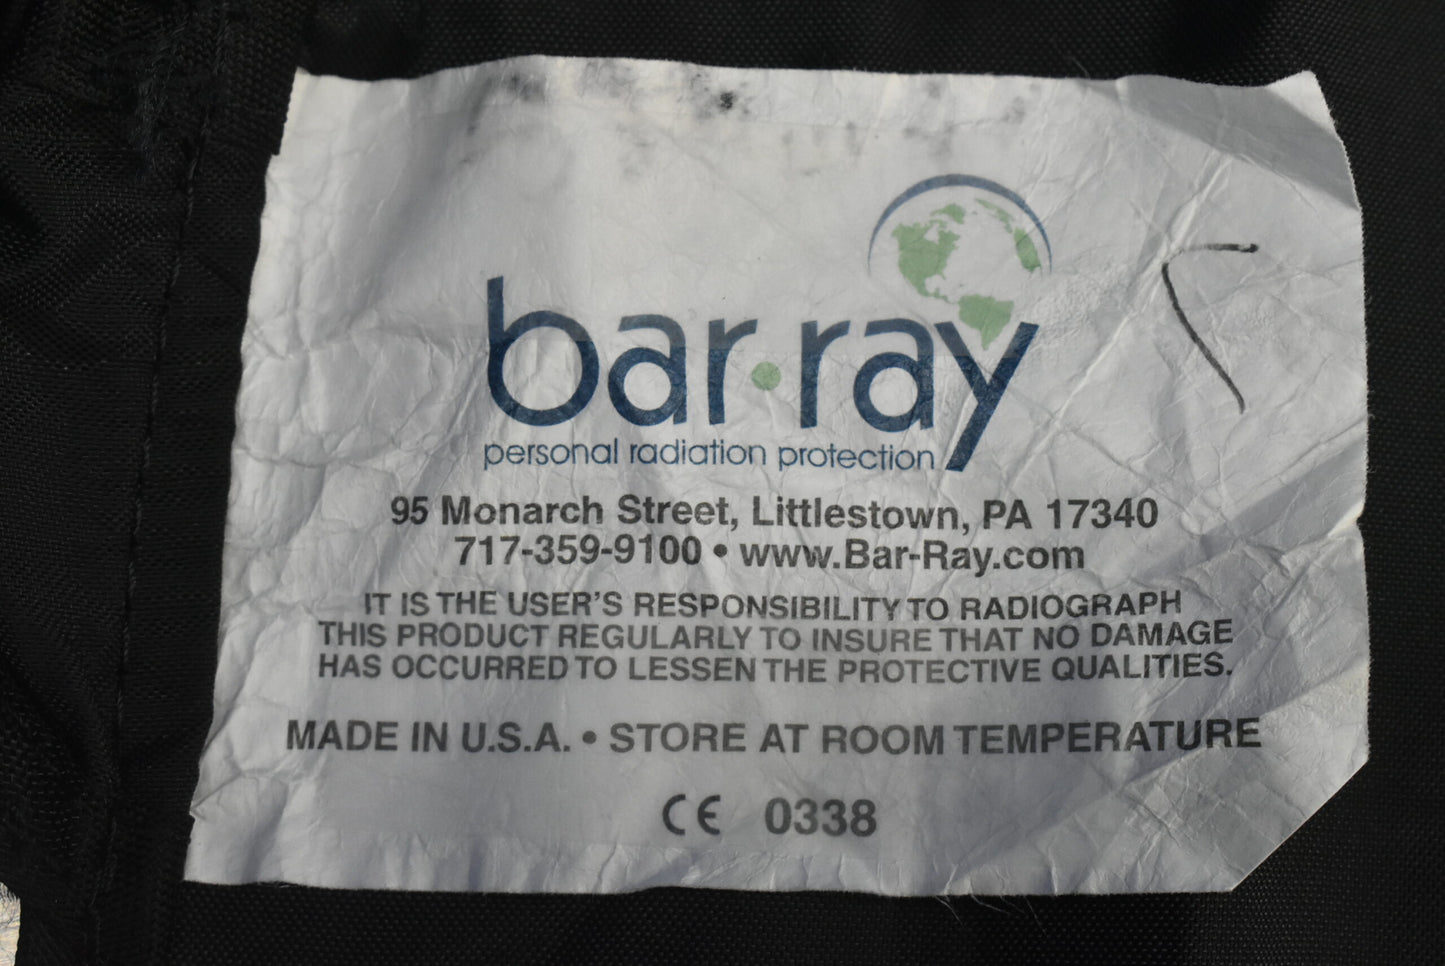 bar·ray
personal radiation protection
95 Monarch Street, Littlestown, PA 17340
717-359-9100 • www.Bar-Ray.com
IT IS THE USER'S RESPONSIBILITY TO RADIOGRAPH
THIS PRODUCT REGULARLY TO INSURE THAT NO DAMAGE
HAS OCCURRED TO LESSEN THE PROTECTIVE QUALITIES.
MADE IN U.S.A. • STORE AT ROOM TEMPERATURE
CE 0338